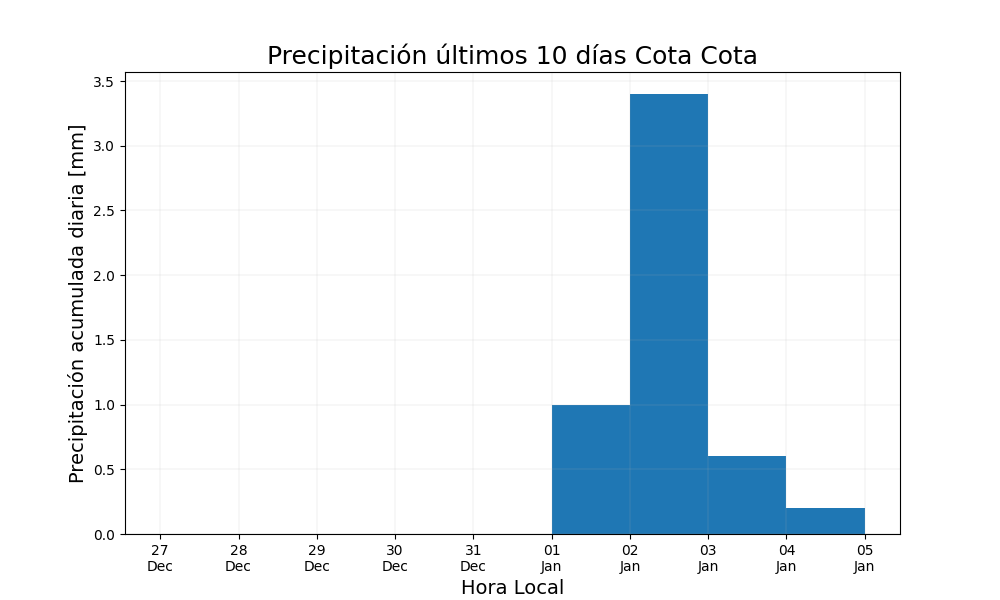 Precipitación últimos 10 días Cota Cota
Precipitación acumulada diaria [mm]
3.5
3.0
2.5
2.0
1.5
1.0
0.5
0.0
27 28 29 30 31 01 02 03 04 05
Dec Dec Dec Dec Dec Jan Jan Jan Jan Jan
Hora Local